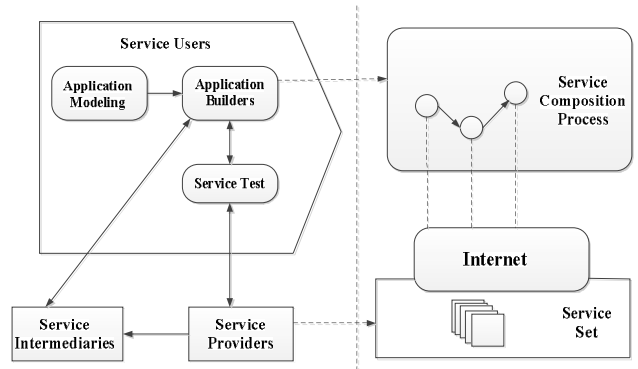 Service Users
Application
Modeling
Application
Builders
Service Test
Service
Intermediaries
Service
Providers
Service
Composition
Process
Internet
Service
Set